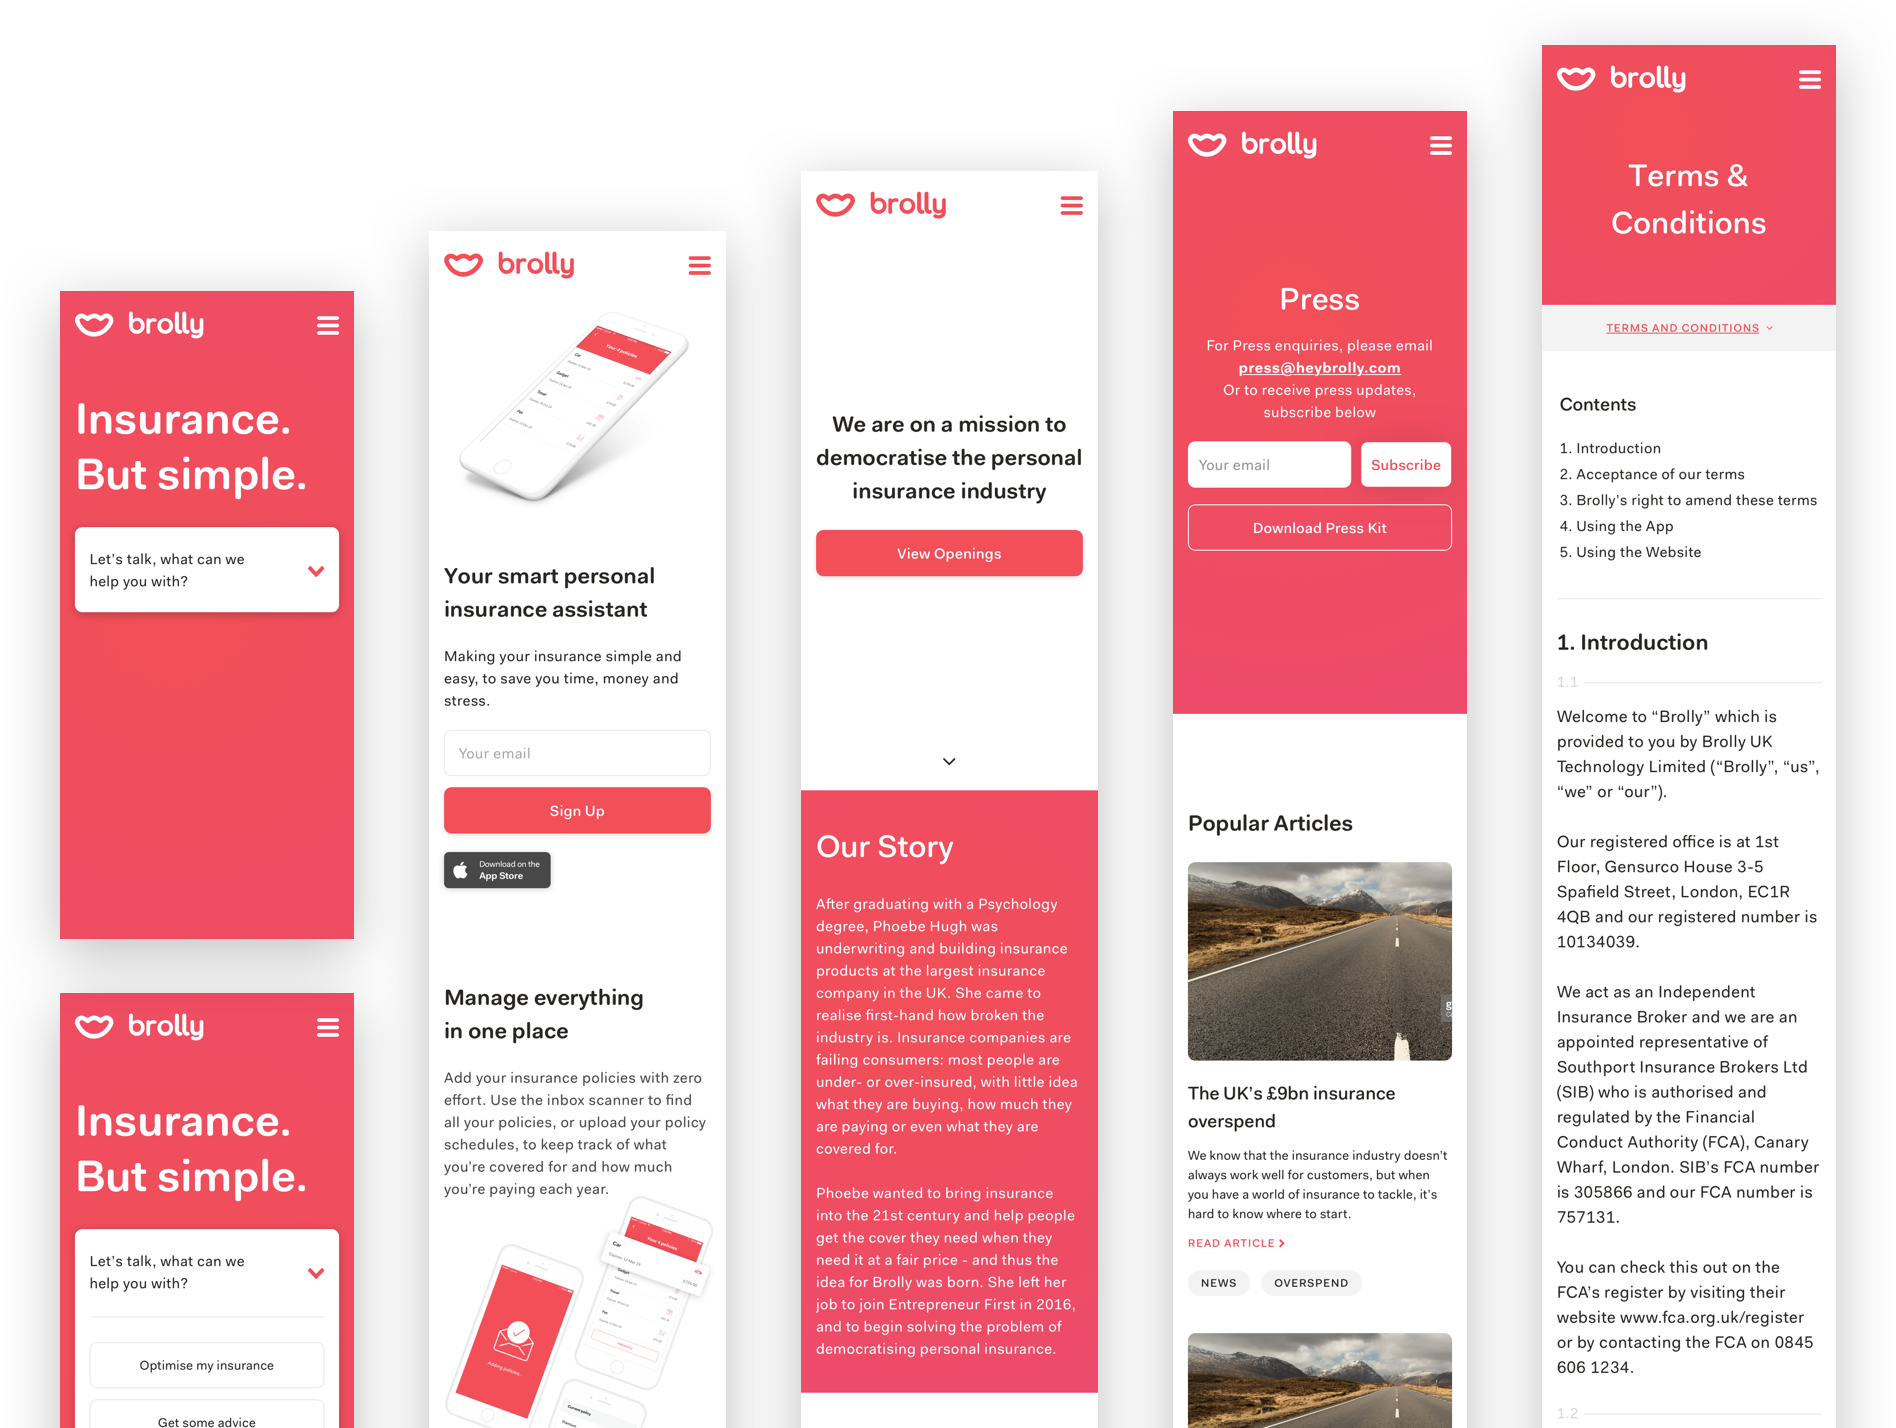 brolly
Insurance.
But simple.
Let's talk, what can we
help you with?
brolly
Insurance.
But simple.
Let's talk, what can we
help you with?
Optimise my insurance
Get some advice
brolly
Your 4 policies
Car
Gadget
Travel
Pet
Your smart personal
insurance assistant
Making your insurance simple and
easy, to save you time, money and
stress.
Your email
Sign Up
Download on the
App Store
Manage everything
in one place
Add your insurance policies with zero
effort. Use the inbox scanner to find
all your policies, or upload your policy
schedules, to keep track of what
you're covered for and how much
you're paying each year.
Your 4 policies
Car
Gadget
Travel
Pet
Adding policies..
Current policy
Premium
brolly
We are on a mission to
democratise the personal
insurance industry
View Openings
Our Story
After graduating with a Psychology
degree, Phoebe Hugh was
underwriting and building insurance
products at the largest insurance
company in the UK. She came to
realise first-hand how broken the
industry is. Insurance companies are
failing consumers: most people are
under- or over-insured, with little idea
what they are buying, how much they
are paying or even what they are
covered for.
Phoebe wanted to bring insurance
into the 21st century and help people
get the cover they need when they
need it at a fair price - and thus the
idea for Brolly was born. She left her
job to join Entrepreneur First in 2016,
and to begin solving the problem of
democratising personal insurance.
brolly
Press
For Press enquiries, please email
press@heybrolly.com
Or to receive press updates,
subscribe below
Your email
Subscribe
Download Press Kit
Popular Articles
The UK's £9bn insurance
overspend
We know that the insurance industry doesn't
always work well for customers, but when
you have a world of insurance to tackle, it's
hard to know where to start.
READ ARTICLE
NEWS
OVERSPEND
brolly
Terms &
Conditions
TERMS AND CONDITIONS
Contents
1. Introduction
2. Acceptance of our terms
3. Brolly's right to amend these terms
4. Using the App
5. Using the Website
1. Introduction
1.1
Welcome to “Brolly” which is
provided to you by Brolly UK
Technology Limited (“Brolly”, “us”,
“we” or “our”).
Our registered office is at 1st
Floor, Gensurco House 3-5
Spafield Street, London, EC1R
4QB and our registered number is
10134039.
We act as an Independent
Insurance Broker and we are an
appointed representative of
Southport Insurance Brokers Ltd
(SIB) who is authorised and
regulated by the Financial
Conduct Authority (FCA), Canary
Wharf, London. SIB's FCA number
is 305866 and our FCA number is
757131.
You can check this out on the
FCA's register by visiting their
website www.fca.org.uk/register
or by contacting the FCA on 0845
606 1234.
1.2